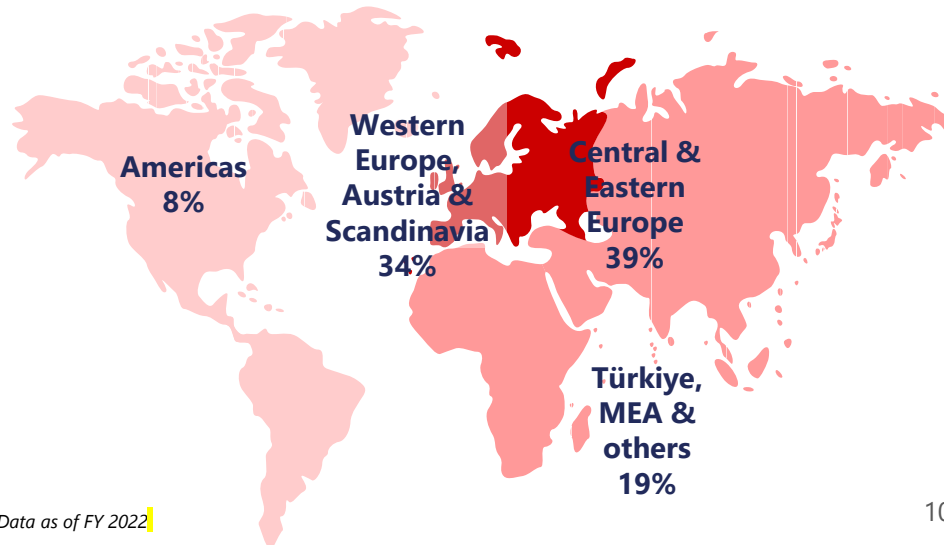 Americas
8%
Western
Europe,
Austria &
Scandinavia
34%
Central &
Eastern
Europe
39%
Türkiye,
MEA &
others
19%
Data as of FY 2022
10